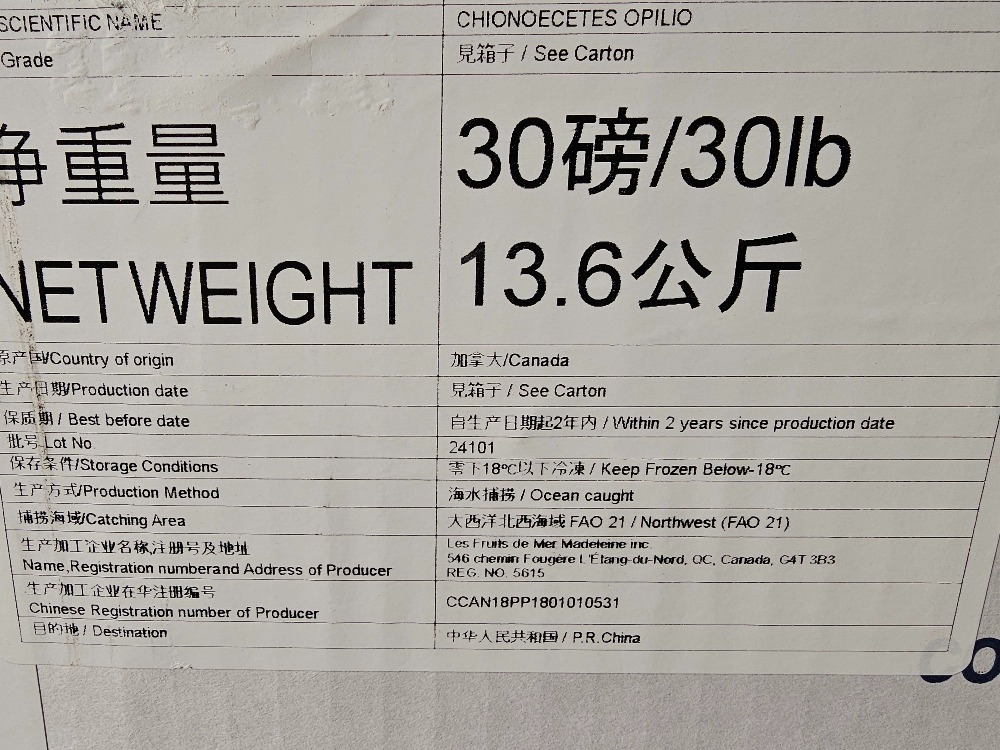 SCIENTIFIC NAME CHIONOECETES OPILIO
Grade 見箱子 / See Carton
净重量 30磅/30lb
NET WEIGHT 13.6公斤
原产国/Country of origin 加拿大/Canada
生产日期/Production date 見箱子 / See Carton
保质期 / Best before date 自生产日期起2年内 / Within 2 years since production date
批号 Lot No 24101
保存条件/Storage Conditions 零下18℃以下冷凍 / Keep Frozen Below-18℃
生产方式/Production Method 海水捕捞 / Ocean caught
捕捞海域/Catching Area 大西洋北西海域 FAO 21 / Northwest (FAO 21)
生产加工企业名称,注册号及地址
Name,Registration numberand Address of Producer
Les Fruits de Mer Madeleine inc.
546 chemin Fougère L'Étang-du-Nord, QC, Canada, G4T 3B3
REG. NO. 5615
生产加工企业在华注册编号
Chinese Registration number of Producer
CCAN18PP1801010531
目的地 / Destination 中华人民共和国 / P.R.China
co